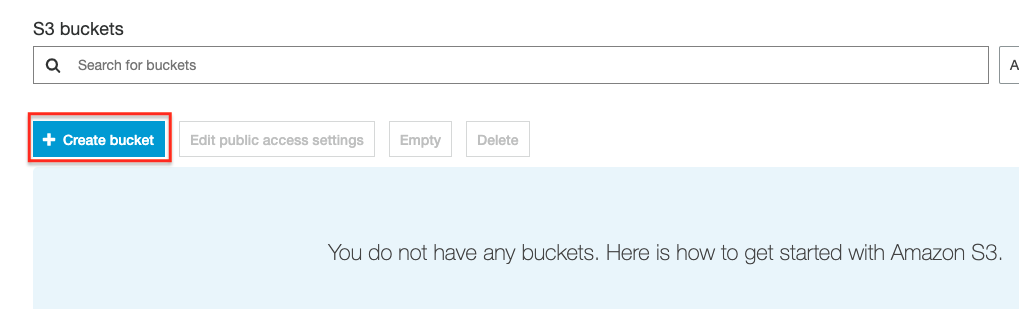 S3 buckets
Search for buckets
A
+ Create bucket Edit public access settings Empty Delete
You do not have any buckets. Here is how to get started with Amazon S3.